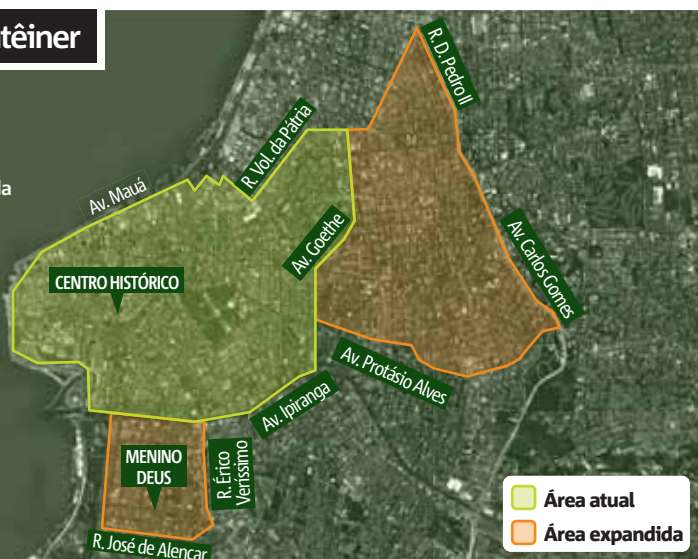 têiner
da
R. D. Pedro II
R. Vol. da Pátria
Av. Mauá
Av. Goethe
Av. Carlos Gomes
CENTRO HISTÓRICO
Av. Protásio Alves
Av. Ipiranga
MENINO
DEUS
R. Érico
Veríssimo
R. José de Alencar
Área atual
Área expandida